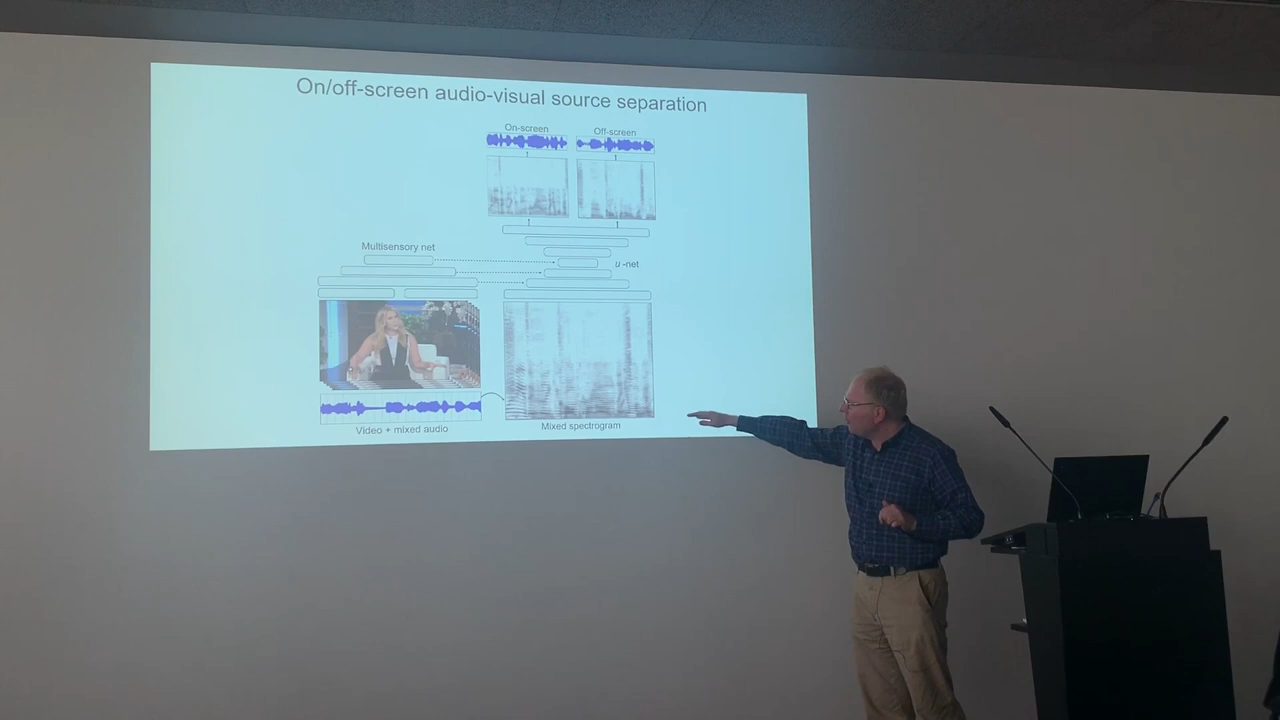 On/off-screen audio-visual source separation
On-screen
Off-screen
Multisensory net
u-net
Video + mixed audio
Mixed spectrogram